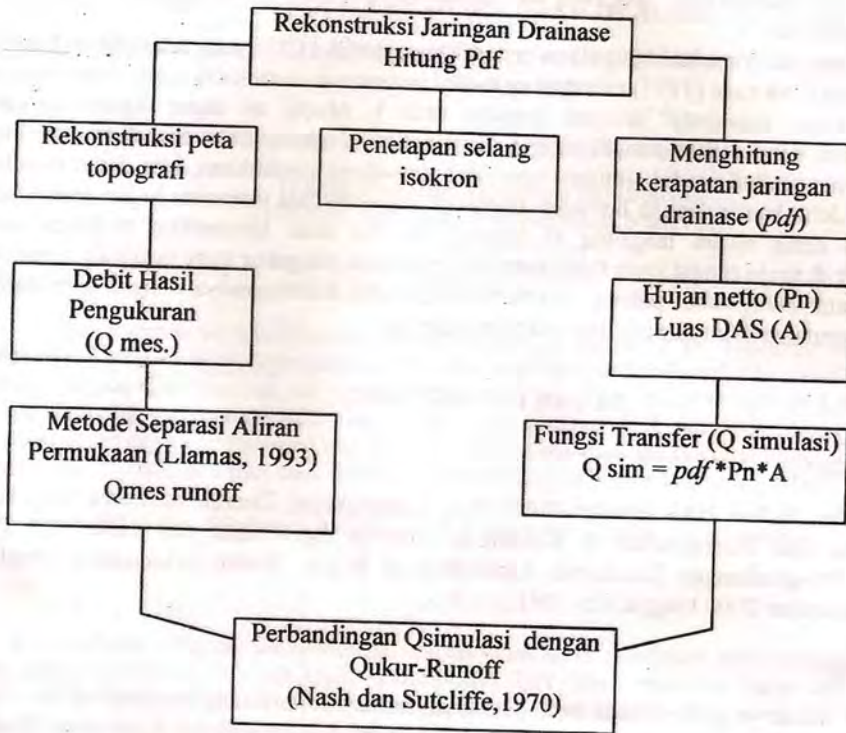 Rekonstruksi Jaringan Drainase
Hitung Pdf
Rekonstruksi peta
topografi
Penetapan selang
isokron
Menghitung
kerapatan jaringan
drainase (pdf)
Debit Hasil
Pengukuran
(Q mes.)
Hujan netto (Pn)
Luas DAS (A)
Metode Separasi Aliran
Permukaan (Llamas, 1993)
Qmes runoff
Fungsi Transfer (Q simulasi)
Q sim = pdf*Pn*A
Perbandingan Qsimulasi dengan
Qukur-Runoff
(Nash dan Sutcliffe,1970)